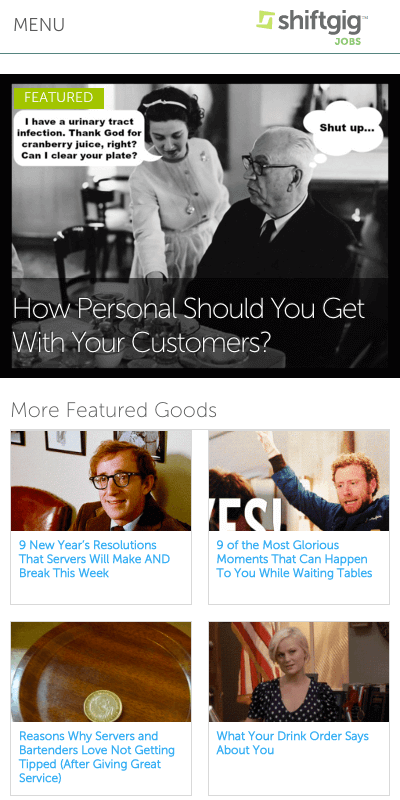 MENU
shiftgig™
JOBS
FEATURED
I have a urinary tract
infection. Thank God for
cranberry juice, right?
Can I clear your plate?
Shut up...
How Personal Should You Get
With Your Customers?
More Featured Goods
YES!
9 New Year's Resolutions
That Servers Will Make AND
Break This Week
9 of the Most Glorious
Moments That Can Happen
To You While Waiting Tables
Reasons Why Servers and
Bartenders Love Not Getting
Tipped (After Giving Great
Service)
What Your Drink Order Says
About You